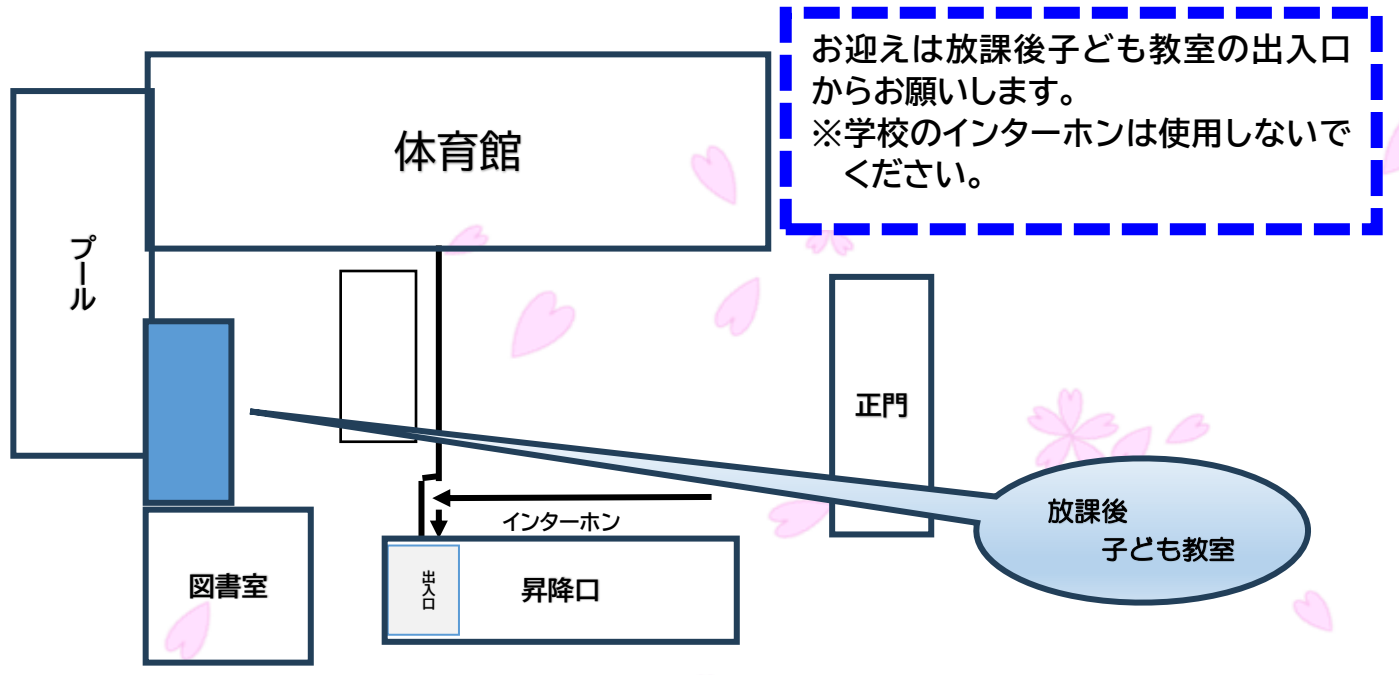 お迎えは放課後子ども教室の出入口
からお願いします。
※学校のインターホンは使用しないで
ください。
体育館
プール
正門
インターホン
放課後
子ども教室
図書室
出入口
昇降口